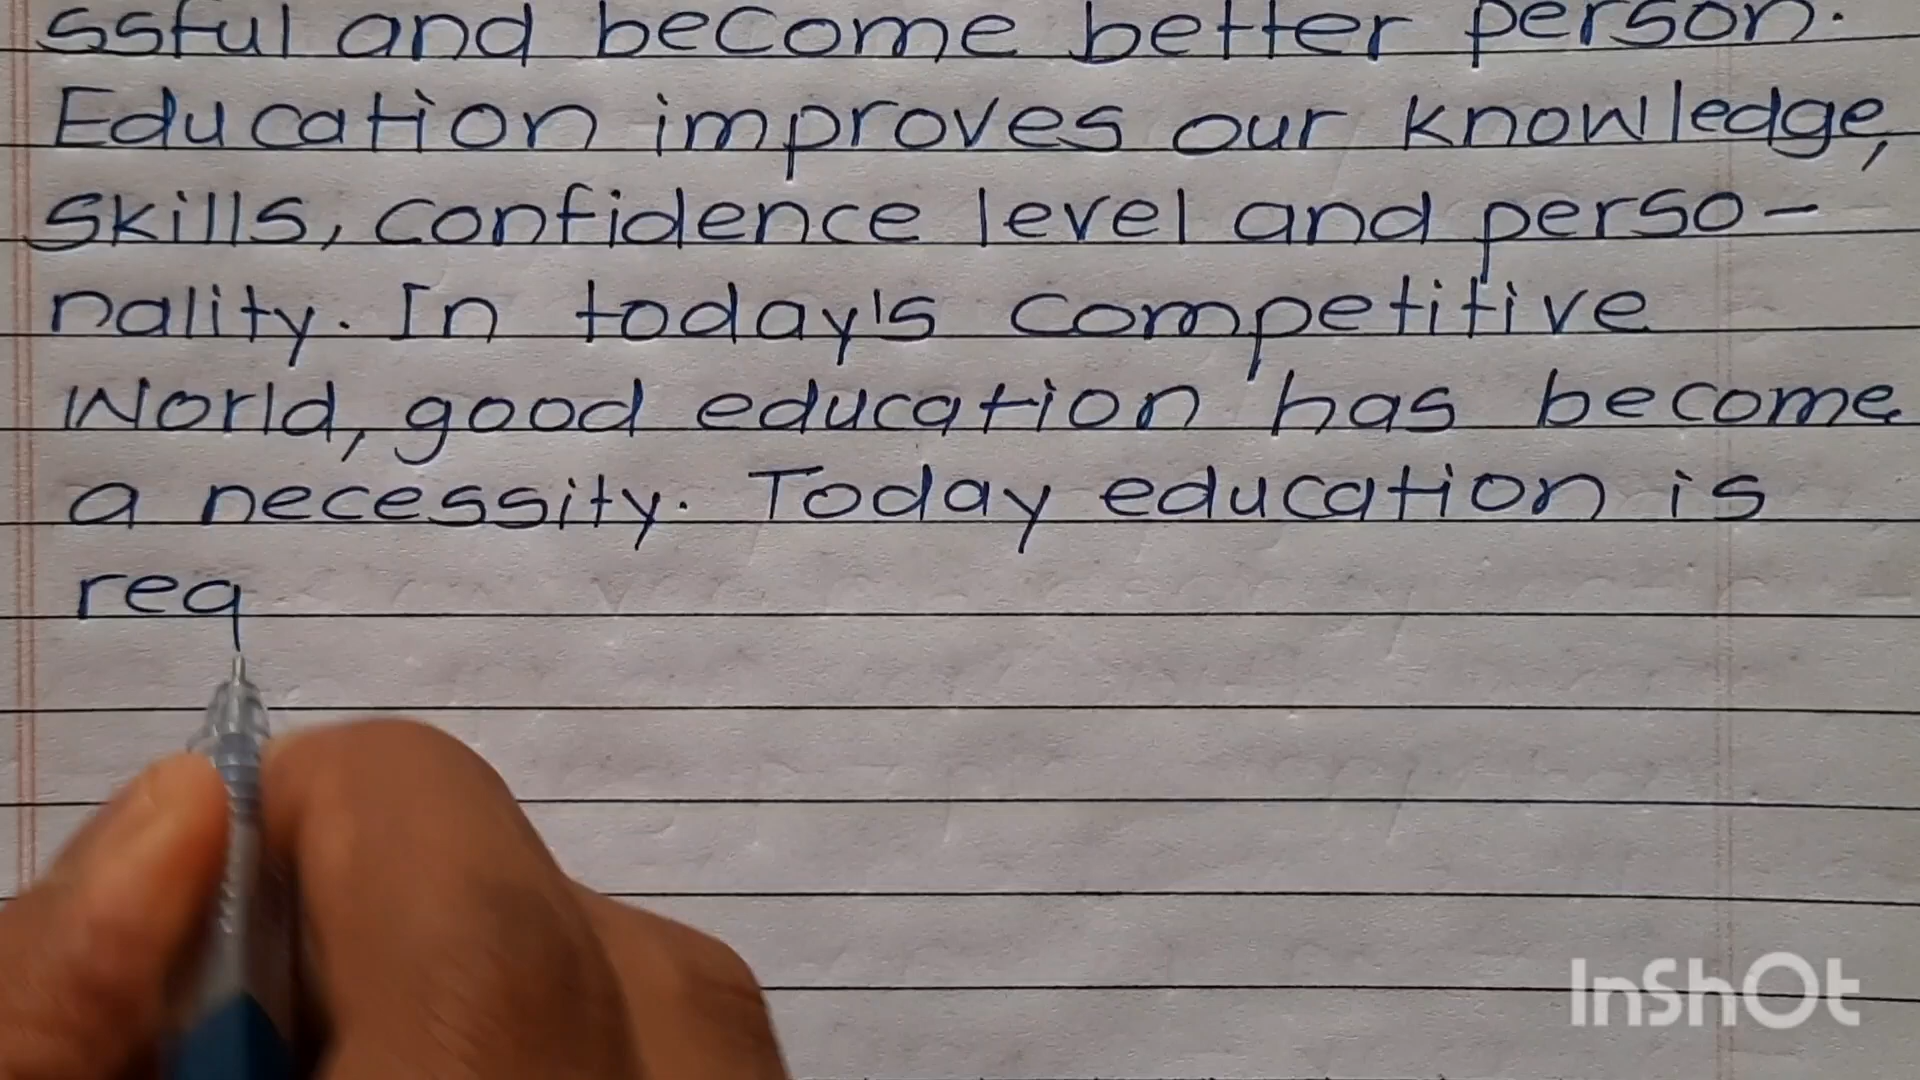 ssful and become better person.
Education improves our knowledge,
skills, confidence level and perso-
nality. In today's competitive
World, good education has become
a necessity. Today education is
req
InShOt